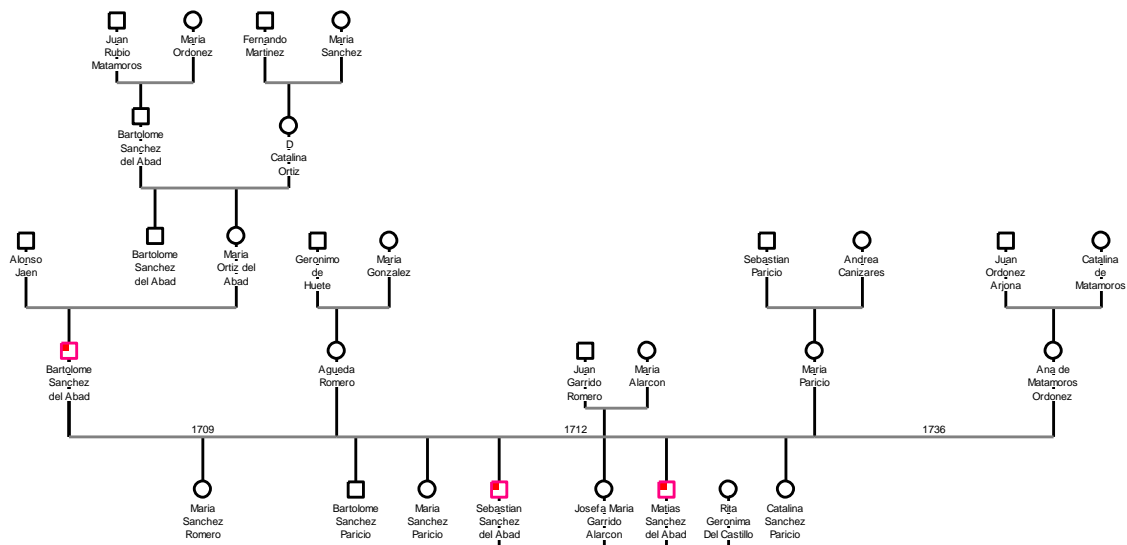 Juan
Rubio
Matamoros
Maria
Ordonez
Fernando
Martinez
Maria
Sanchez
Bartolome
Sanchez
del Abad
D
Catalina
Ortiz
Alonso
Jaen
Bartolome
Sanchez
del Abad
Maria
Ortiz del
Abad
Geronimo
de
Huete
Maria
Gonzalez
Sebastian
Paricio
Andrea
Canizares
Juan
Ordonez
Arjona
Catalina
de
Matamoros
Bartolome
Sanchez
del Abad
Agueda
Romero
Juan
Garrido
Romero
Maria
Alarcon
Maria
Paricio
Ana de
Matamoros
Ordonez
1709
1712
1736
Maria
Sanchez
Romero
Bartolome
Sanchez
Paricio
Maria
Sanchez
Paricio
Sebastian
Sanchez
del Abad
Josefa Maria
Garrido
Alarcon
Matias
Sanchez
del Abad
Rita
Geronima
Del Castillo
Catalina
Sanchez
Paricio